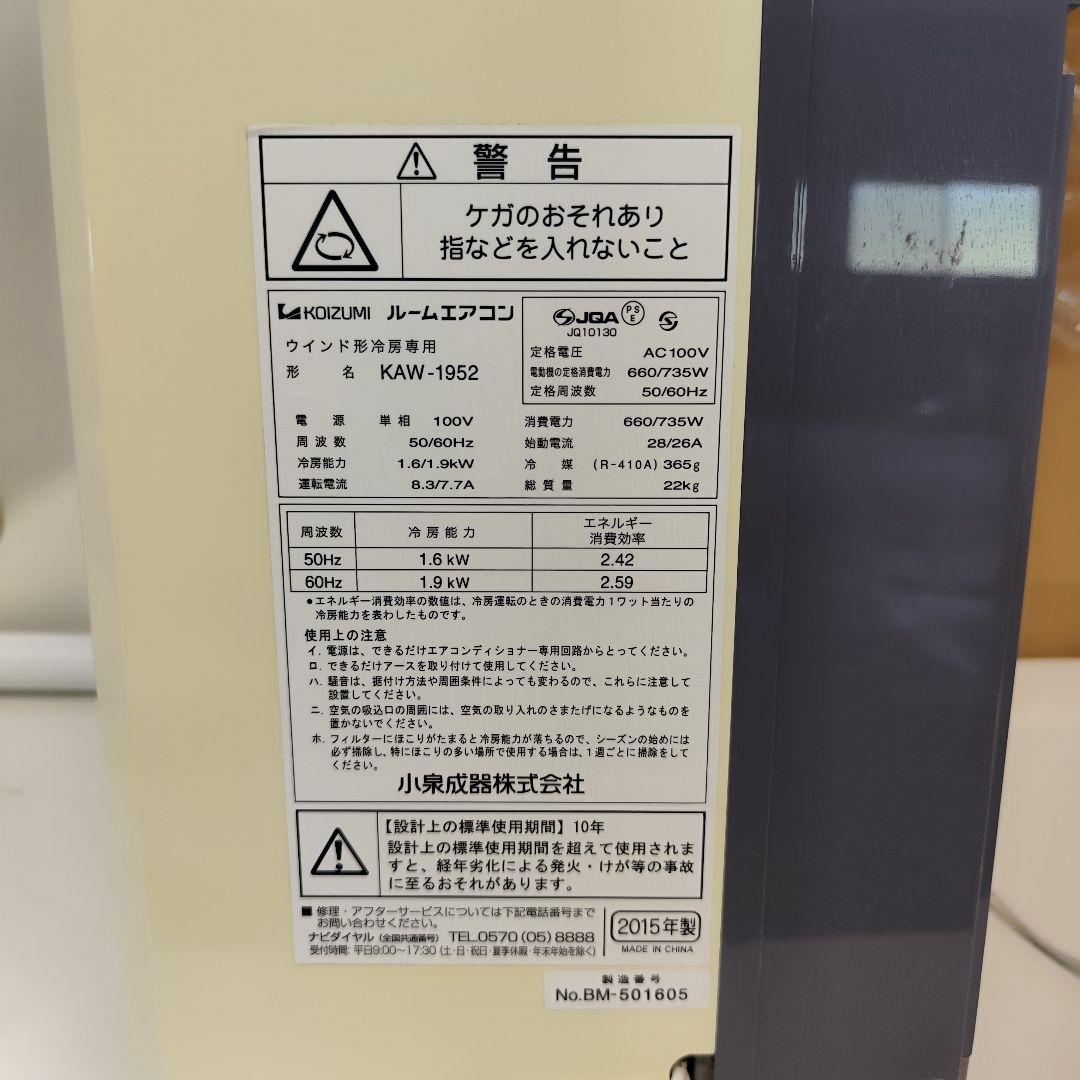 警 告
ケガのおそれあり
指などを入れないこと
KOIZUMI ルームエアコン
ウインド形冷房専用
形 名 KAW-1952
JQA PSE
JQ10130
定格電圧 AC100V
電動機の定格消費電力 660/735W
定格周波数 50/60Hz
電 源 単相 100V
周波数 50/60Hz
冷房能力 1.6/1.9kW
運転電流 8.3/7.7A
消費電力 660/735W
始動電流 28/26A
冷 媒 (R-410A) 365g
総質量 22kg
周波数 冷房能力 エネルギー
消費効率
50Hz 1.6 kW 2.42
60Hz 1.9 kW 2.59
●エネルギー消費効率の数値は、冷房運転のときの消費電力1ワット当たりの
冷房能力を表わしたものです。
使用上の注意
イ. 電源は、できるだけエアコンディショナー専用回路からとってください。
ロ. できるだけアースを取り付けて使用してください。
ハ. 騒音は、据付け方法や周囲条件によっても変わるので、これらに注意して
設置してください。
ニ. 空気の吸込口の周囲には、空気の取り入れのさまたげになるようなものを
置かないでください。
ホ. フィルターにほこりがたまると冷房能力が落ちるので、シーズンの始めには
必ず掃除し、特にほこりの多い場所で使用する場合は、1週ごとに掃除をして
ください。
小泉成器株式会社
【設計上の標準使用期間】10年
設計上の標準使用期間を超えて使用されま
すと、経年劣化による発火・けが等の事故
に至るおそれがあります。
■修理・アフターサービスについては下記電話番号まで
お問い合わせください。
ナビダイヤル (全国共通番号) TEL.0570 (05) 8888
受付時間: 平日9:00〜17:30 (土・日・祝日・夏季休暇・年末年始を除く)
2015年製
MADE IN CHINA
製造番号
No.BM-501605